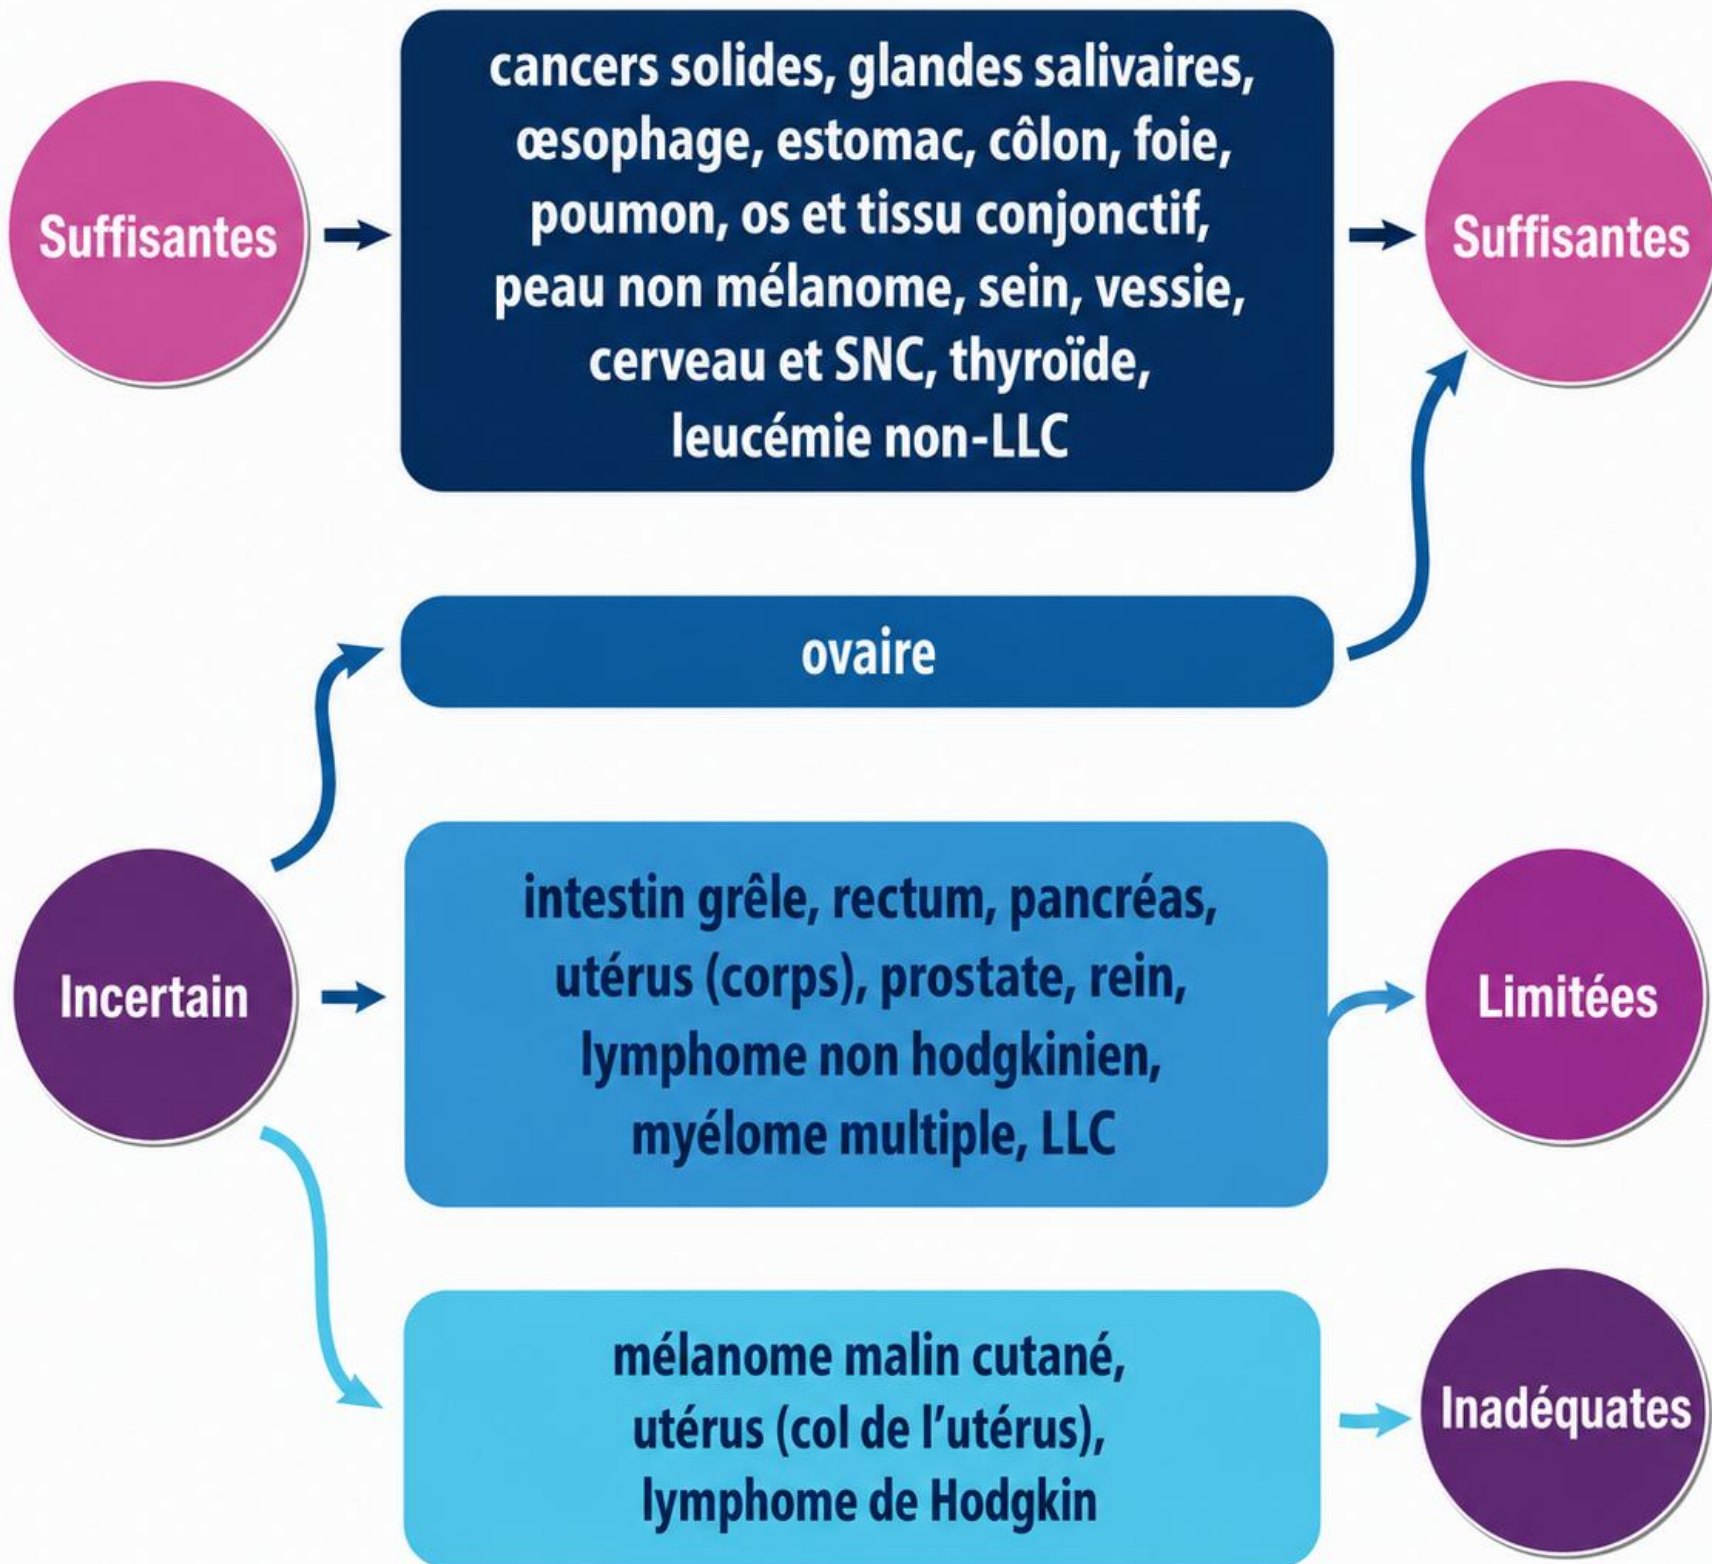 Suffisantes
cancers solides, glandes salivaires,
œsophage, estomac, côlon, foie,
poumon, os et tissu conjonctif,
peau non mélanome, sein, vessie,
cerveau et SNC, thyroïde,
leucémie non-LLC
Suffisantes
ovaire
Incertain
intestin grêle, rectum, pancréas,
utérus (corps), prostate, rein,
lymphome non hodgkinien,
myélome multiple, LLC
Limitées
mélanome malin cutané,
utérus (col de l’utérus),
lymphome de Hodgkin
Inadéquates